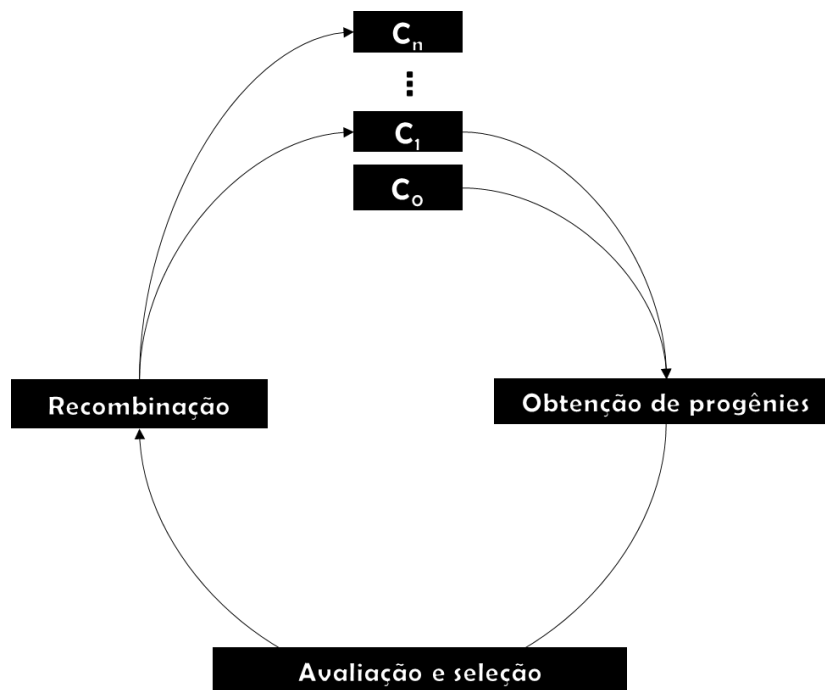 Cn
⋮
C1
C0
Recombinação
Obtenção de progênies
Avaliação e seleção